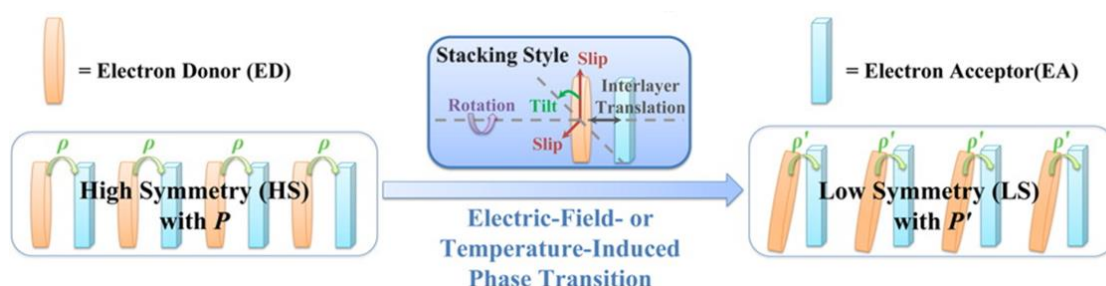 = Electron Donor (ED)
Stacking Style
Slip
Interlayer
Rotation
Tilt
Translation
Slip
= Electron Acceptor(EA)
ρ ρ ρ ρ
High Symmetry (HS)
with P
Electric-Field- or
Temperature-Induced
Phase Transition
ρ' ρ' ρ' ρ'
Low Symmetry (LS)
with P'